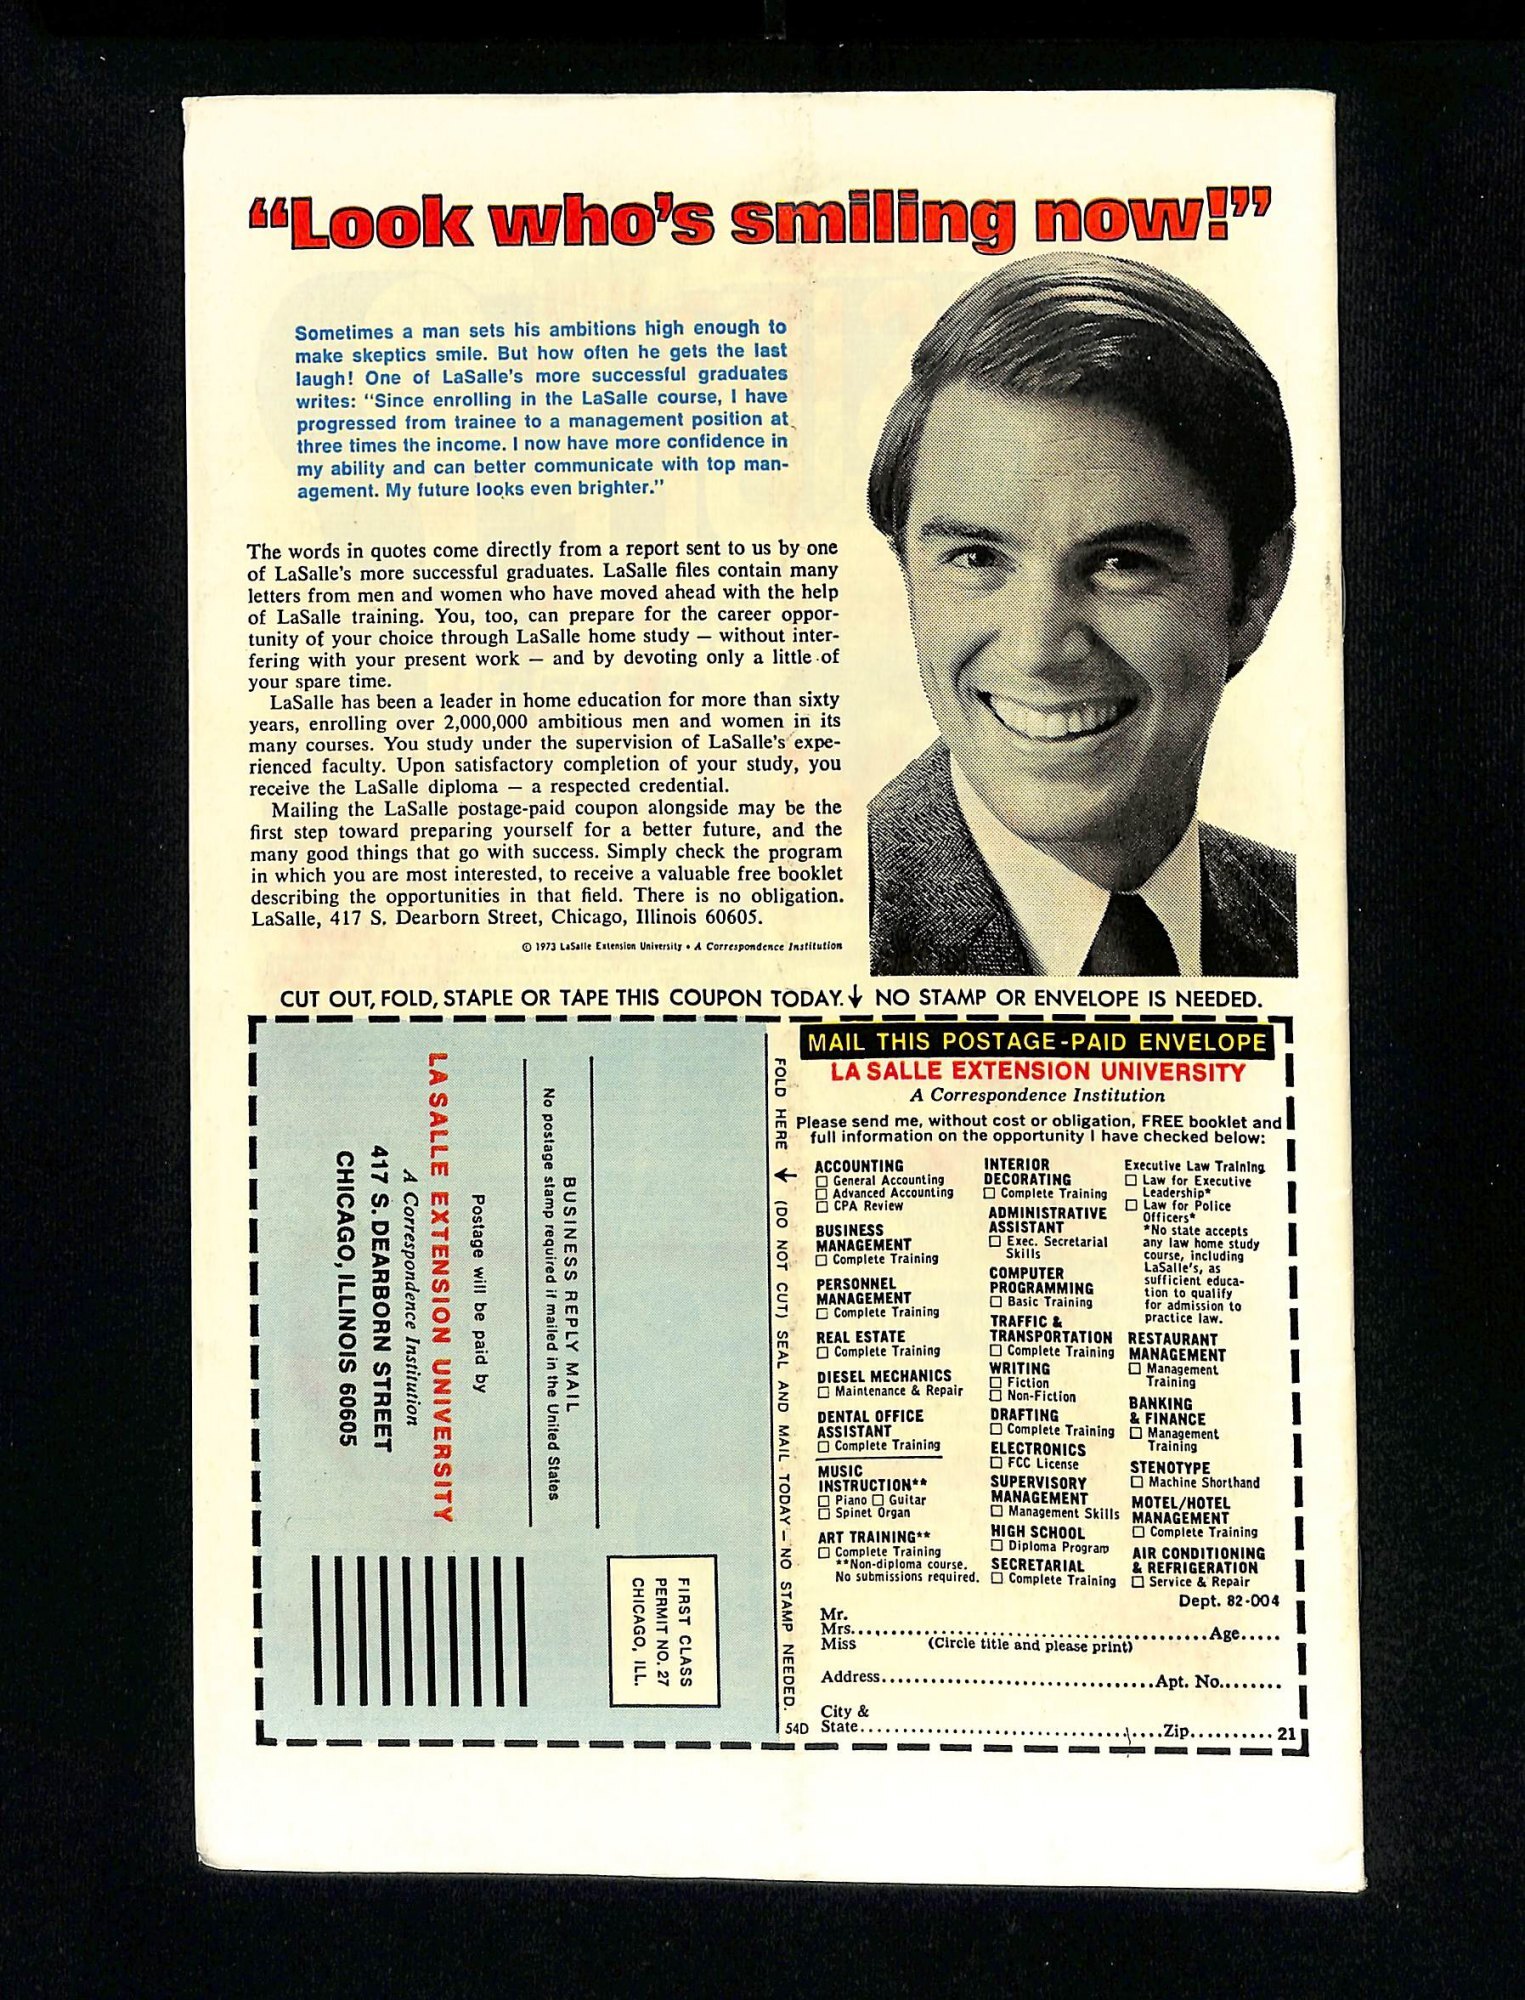 “Look who's smiling now!”
Sometimes a man sets his ambitions high enough to
make skeptics smile. But how often he gets the last
laugh! One of LaSalle's more successful graduates
writes: “Since enrolling in the LaSalle course, I have
progressed from trainee to a management position at
three times the income. I now have more confidence in
my ability and can better communicate with top man-
agement. My future looks even brighter.”
The words in quotes come directly from a report sent to us by one
of LaSalle's more successful graduates. LaSalle files contain many
letters from men and women who have moved ahead with the help
of LaSalle training. You, too, can prepare for the career oppor-
tunity of your choice through LaSalle home study — without inter-
fering with your present work — and by devoting only a little of
your spare time.
LaSalle has been a leader in home education for more than sixty
years, enrolling over 2,000,000 ambitious men and women in its
many courses. You study under the supervision of LaSalle's expe-
rienced faculty. Upon satisfactory completion of your study, you
receive the LaSalle diploma — a respected credential.
Mailing the LaSalle postage-paid coupon alongside may be the
first step toward preparing yourself for a better future, and the
many good things that go with success. Simply check the program
in which you are most interested, to receive a valuable free booklet
describing the opportunities in that field. There is no obligation.
LaSalle, 417 S. Dearborn Street, Chicago, Illinois 60605.
© 1973 LaSalle Extension University • A Correspondence Institution
CUT OUT, FOLD, STAPLE OR TAPE THIS COUPON TODAY.↓ NO STAMP OR ENVELOPE IS NEEDED.
FIRST CLASS
PERMIT NO. 27
CHICAGO, ILL.
BUSINESS REPLY MAIL
No postage stamp required if mailed in the United States
Postage will be paid by
LA SALLE EXTENSION UNIVERSITY
A Correspondence Institution
417 S. DEARBORN STREET
CHICAGO, ILLINOIS 60605
FOLD HERE ↓ (DO NOT CUT) SEAL AND MAIL TODAY — NO STAMP NEEDED.
54D
MAIL THIS POSTAGE-PAID ENVELOPE
LA SALLE EXTENSION UNIVERSITY
A Correspondence Institution
Please send me, without cost or obligation, FREE booklet and
full information on the opportunity I have checked below:
ACCOUNTING
☐ General Accounting
☐ Advanced Accounting
☐ CPA Review
BUSINESS
MANAGEMENT
☐ Complete Training
PERSONNEL
MANAGEMENT
☐ Complete Training
REAL ESTATE
☐ Complete Training
DIESEL MECHANICS
☐ Maintenance & Repair
DENTAL OFFICE
ASSISTANT
☐ Complete Training
MUSIC
INSTRUCTION**
☐ Piano ☐ Guitar
☐ Spinet Organ
ART TRAINING**
☐ Complete Training
**Non-diploma course.
No submissions required.
INTERIOR
DECORATING
☐ Complete Training
ADMINISTRATIVE
ASSISTANT
☐ Exec. Secretarial
Skills
COMPUTER
PROGRAMMING
☐ Basic Training
TRAFFIC &
TRANSPORTATION
☐ Complete Training
WRITING
☐ Fiction
☐ Non-Fiction
DRAFTING
☐ Complete Training
ELECTRONICS
☐ FCC License
SUPERVISORY
MANAGEMENT
☐ Management Skills
HIGH SCHOOL
☐ Diploma Program
SECRETARIAL
☐ Complete Training
Executive Law Training
☐ Law for Executive
Leadership*
☐ Law for Police
Officers*
*No state accepts
any law home study
course, including
LaSalle's, as
sufficient educa-
tion to qualify
for admission to
practice law.
RESTAURANT
MANAGEMENT
☐ Management
Training
BANKING
& FINANCE
☐ Management
Training
STENOTYPE
☐ Machine Shorthand
MOTEL/HOTEL
MANAGEMENT
☐ Complete Training
AIR CONDITIONING
& REFRIGERATION
☐ Service & Repair
Dept. 82-004
Mr.
Mrs. Age
Miss (Circle title and please print)
Address Apt. No.
City &
State Zip 21